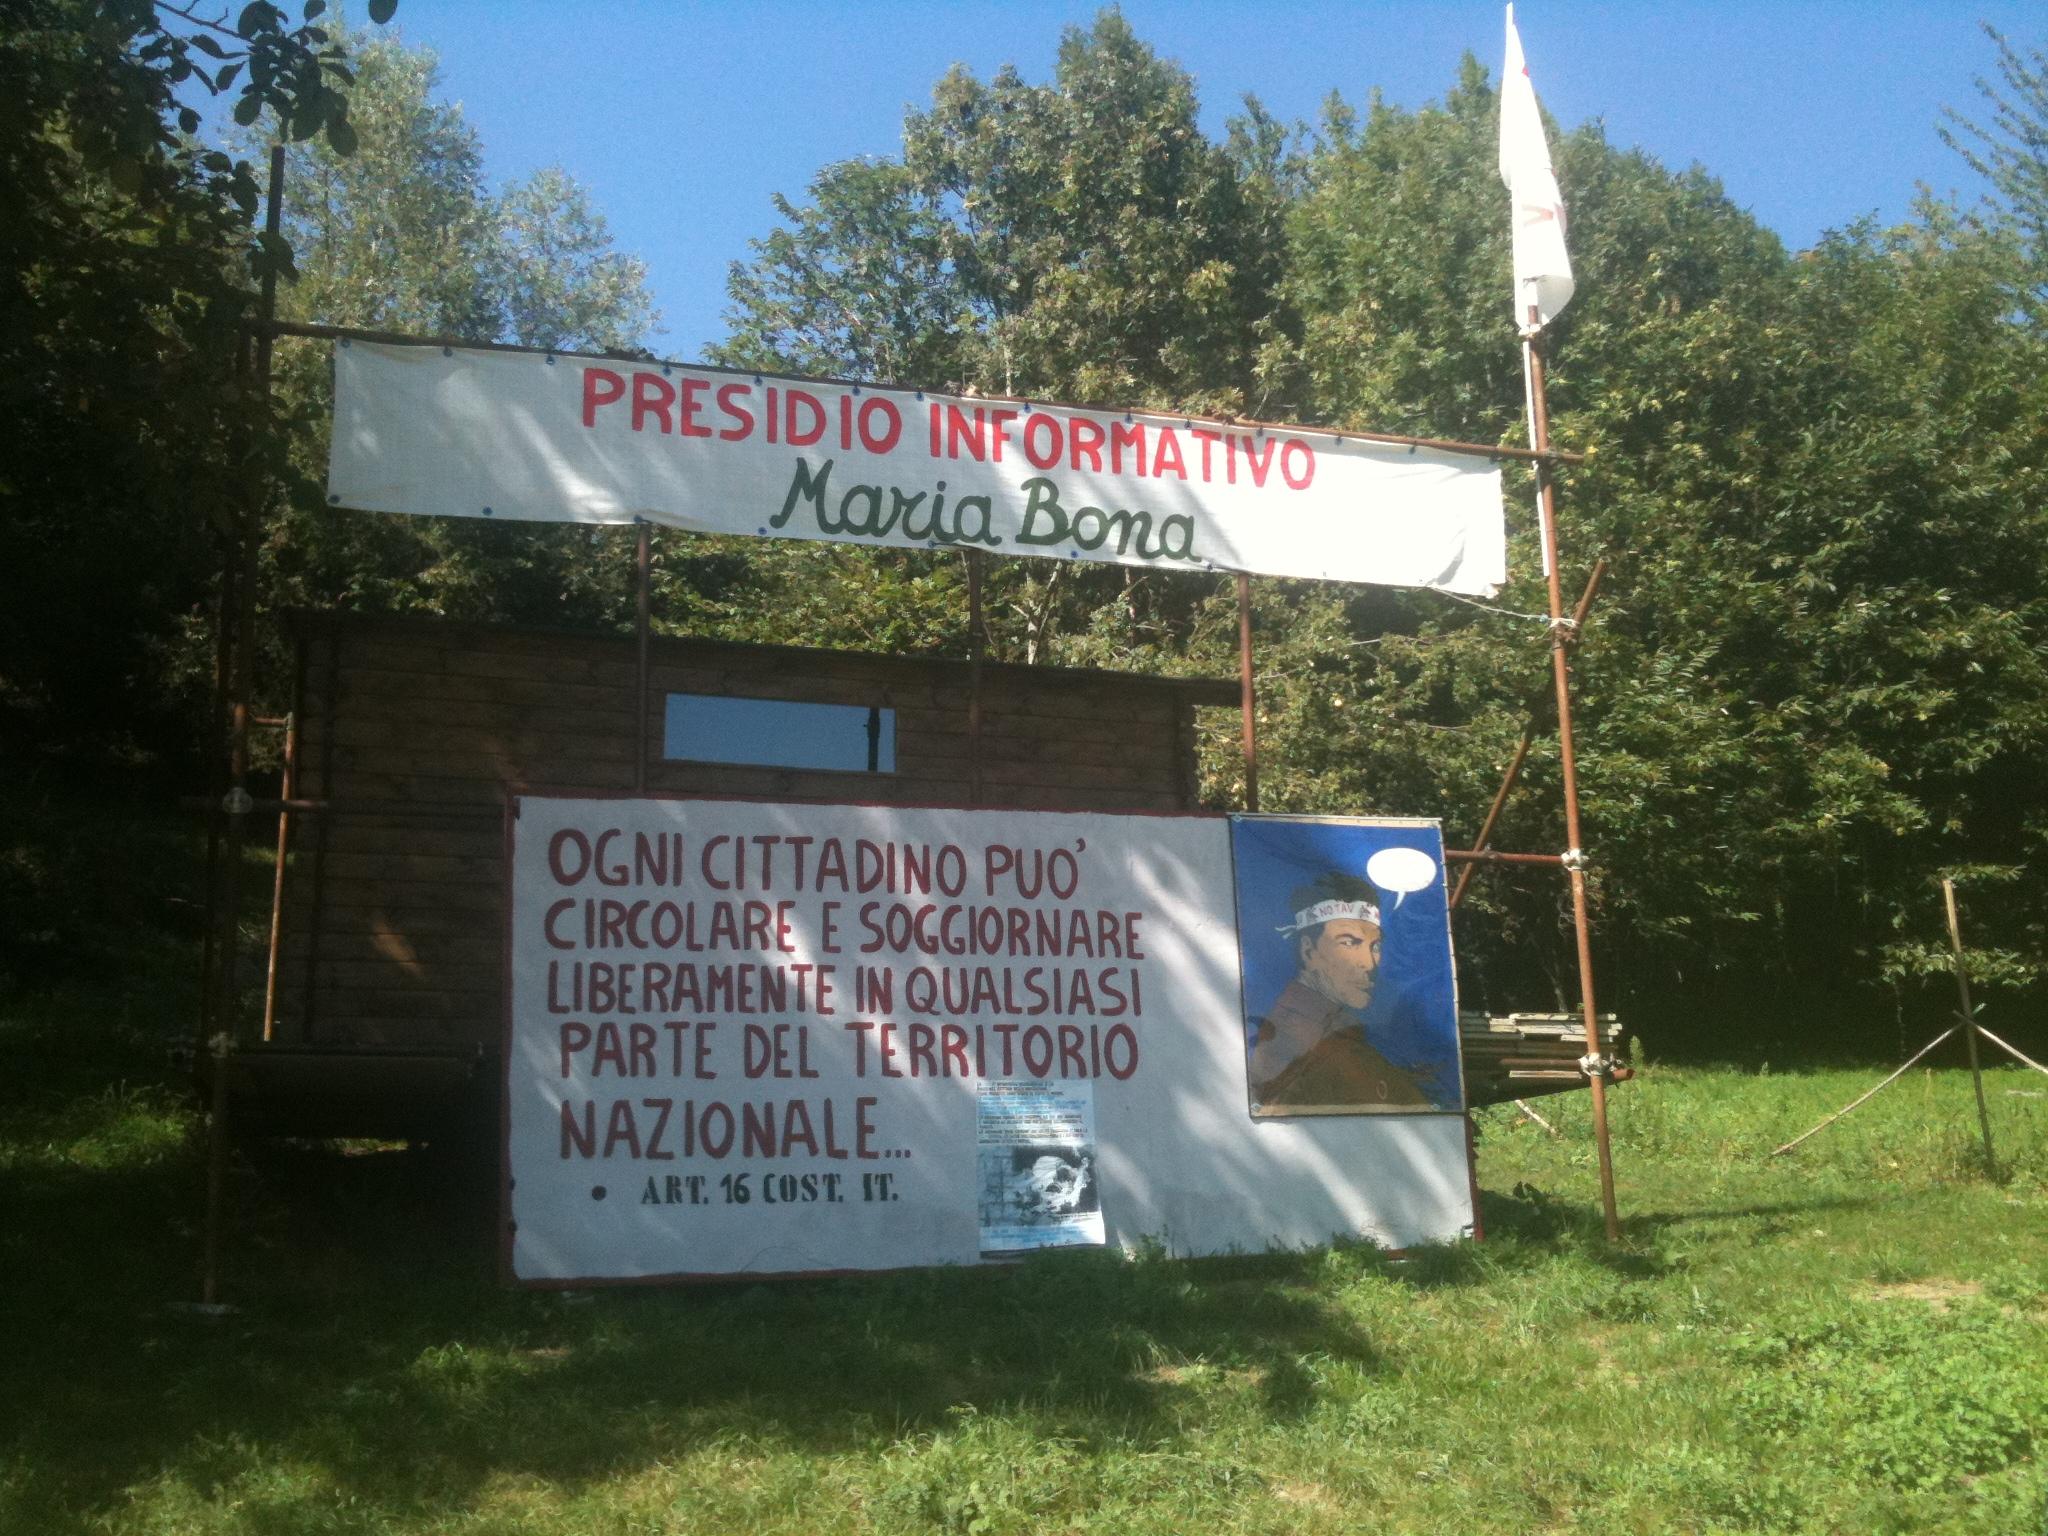 PRESIDIO INFORMATIVO
Maria Bona
OGNI CITTADINO PUO'
CIRCOLARE E SOGGIORNARE
LIBERAMENTE IN QUALSIASI
PARTE DEL TERRITORIO
NAZIONALE...
• ART. 16 COST. IT.
NO TAV